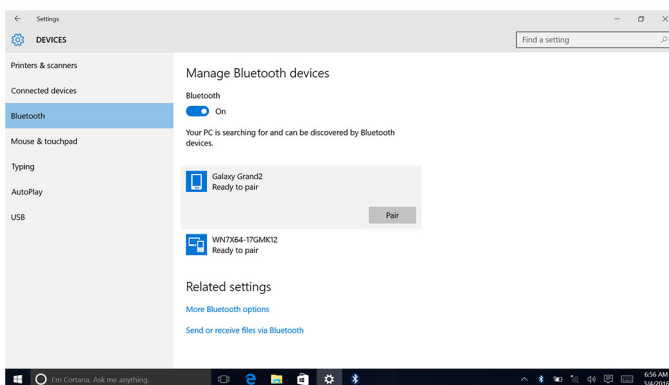 Settings
DEVICES
Find a setting
Printers & scanners
Connected devices
Bluetooth
Mouse & touchpad
Typing
AutoPlay
USB
Manage Bluetooth devices
Bluetooth
On
Your PC is searching for and can be discovered by Bluetooth
devices.
Galaxy Grand2
Ready to pair
Pair
WN7X64-17GMK12
Ready to pair
Related settings
More Bluetooth options
Send or receive files via Bluetooth
I'm Cortana. Ask me anything.
6:56 AM